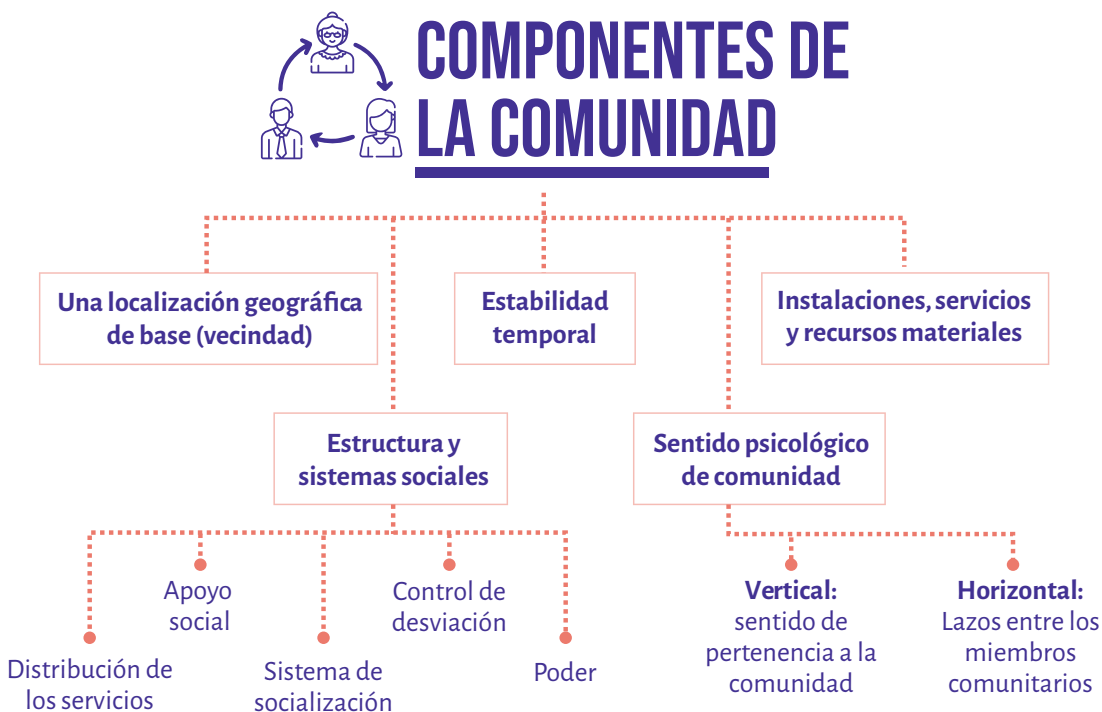 COMPONENTES DE
LA COMUNIDAD
Una localización geográfica
de base (vecindad)
Estabilidad
temporal
Instalaciones, servicios
y recursos materiales
Estructura y
sistemas sociales
Sentido psicológico
de comunidad
Distribución de
los servicios
Apoyo
social
Sistema de
socialización
Control de
desviación
Poder
Vertical:
sentido de
pertenencia a la
comunidad
Horizontal:
Lazos entre los
miembros
comunitarios